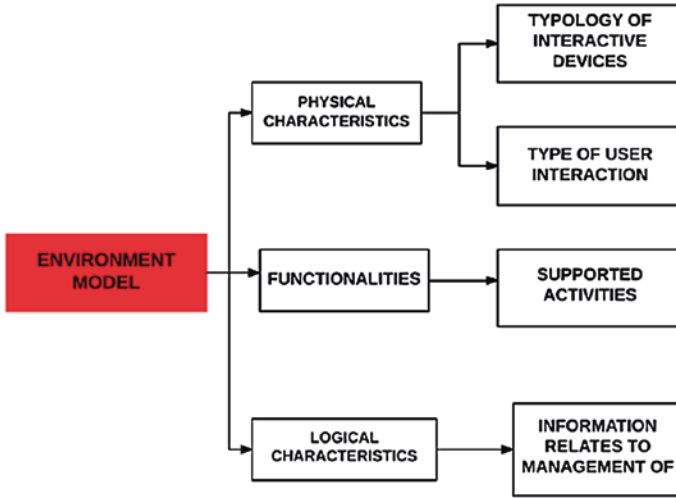 TYPOLOGY OF
INTERACTIVE
DEVICES
PHYSICAL
CHARACTERISTICS
TYPE OF USER
INTERACTION
ENVIRONMENT
MODEL
FUNCTIONALITIES
SUPPORTED
ACTIVITIES
LOGICAL
CHARACTERISTICS
INFORMATION
RELATES TO
MANAGEMENT OF